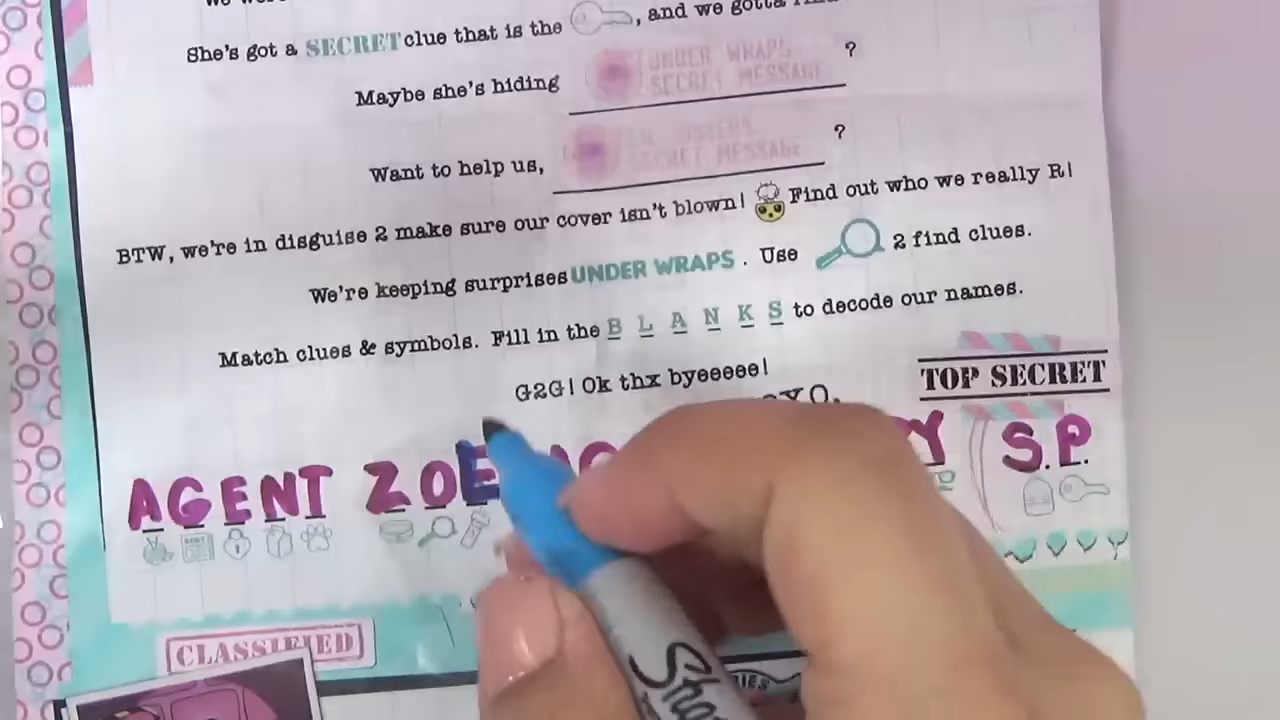 She's got a SECRET clue that is the , and we gotta
Maybe she's hiding UNDER WRAPS SECRET MESSAGE ?
Want to help us, SECRET MESSAGE ?
BTW, we're in disguise 2 make sure our cover isn't blown! Find out who we really R!
We're keeping surprises UNDER WRAPS . Use 2 find clues.
Match clues & symbols. Fill in the B L A N K S to decode our names.
G2G! Ok thx byeeeee!
TOP SECRET
AGENT ZOE S.P.
CLASSIFIED